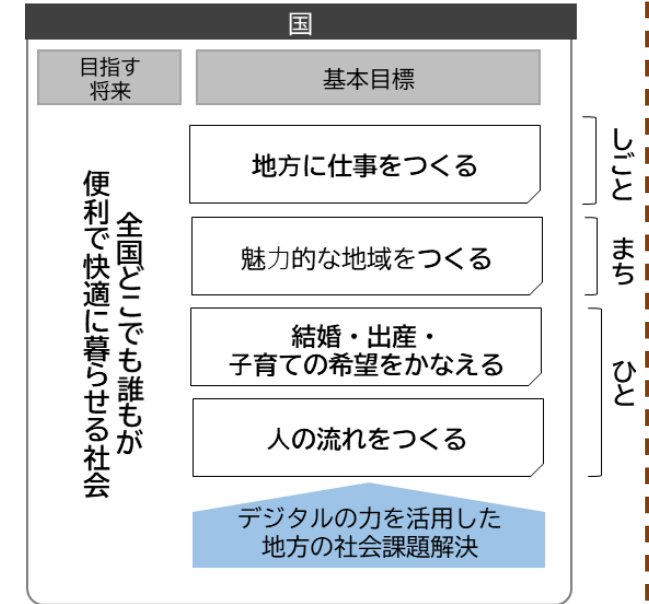 国
目指す
将来
基本目標
全国どこでも誰もが
便利で快適に暮らせる社会
地方に仕事をつくる
しごと
魅力的な地域をつくる
まち
結婚・出産・
子育ての希望をかなえる
人の流れをつくる
ひと
デジタルの力を活用した
地方の社会課題解決